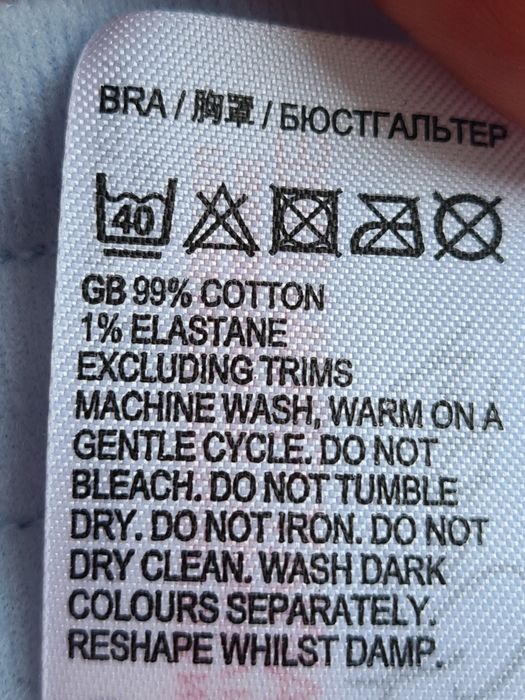 BRA / 胸罩 / БЮСТГАЛЬТЕР
40
GB 99% COTTON
1% ELASTANE
EXCLUDING TRIMS
MACHINE WASH, WARM ON A
GENTLE CYCLE. DO NOT
BLEACH. DO NOT TUMBLE
DRY. DO NOT IRON. DO NOT
DRY CLEAN. WASH DARK
COLOURS SEPARATELY.
RESHAPE WHILST DAMP.